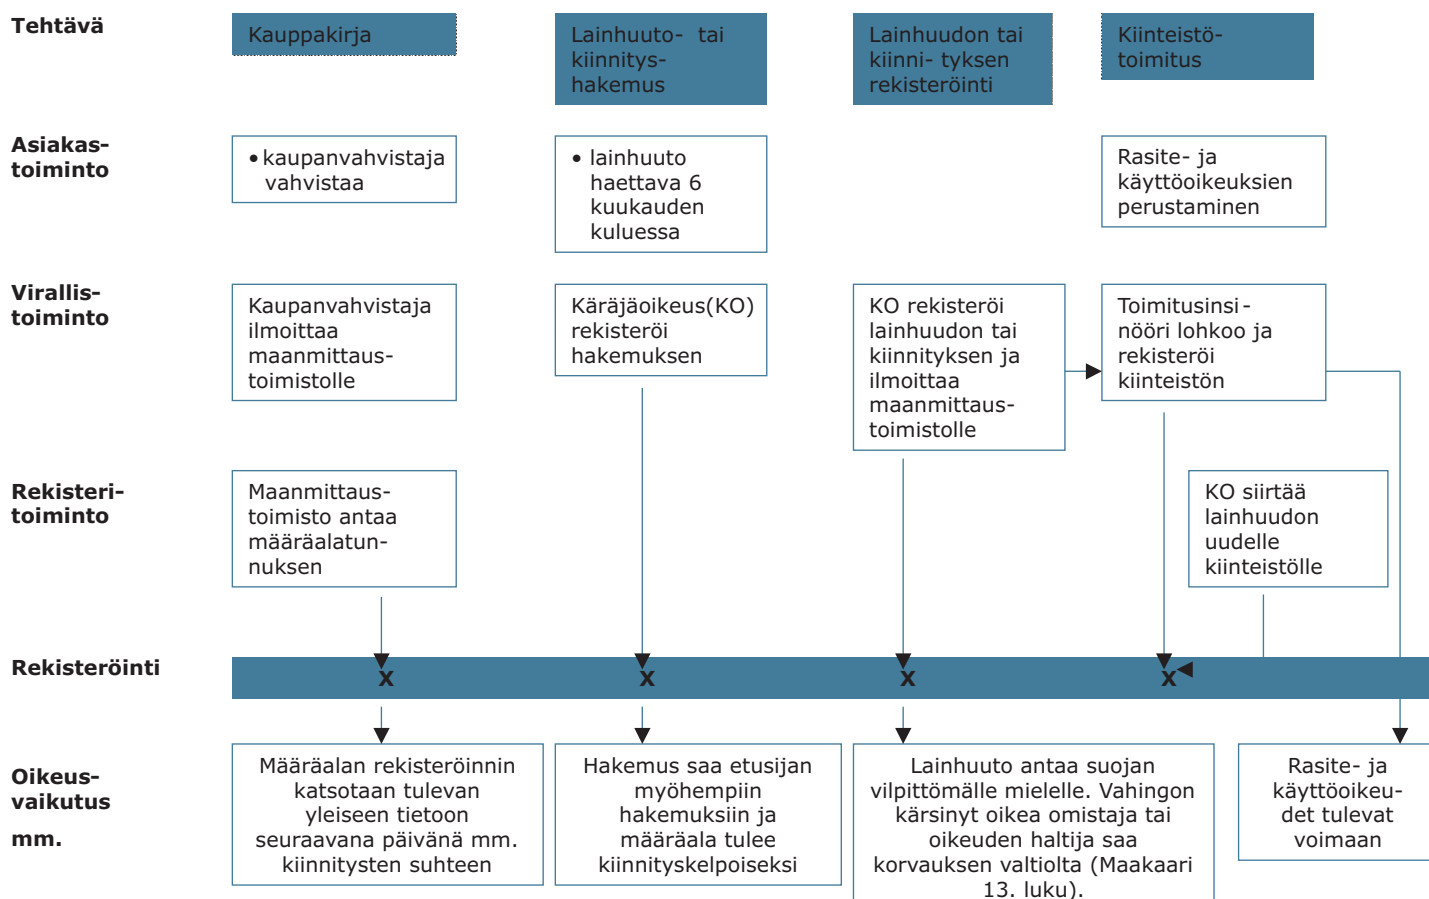 Tehtävä
Kauppakirja
Lainhuuto- tai
kiinnitys-
hakemus
Lainhuudon tai
kiinni- tyksen
rekisteröinti
Kiinteistö-
toimitus
Asiakas-
toiminto
• kaupanvahvistaja
vahvistaa
• lainhuuto
haettava 6
kuukauden
kuluessa
Rasite- ja
käyttöoikeuksien
perustaminen
Virallis-
toiminto
Kaupanvahvistaja
ilmoittaa
maanmittaus-
toimistolle
Käräjäoikeus(KO)
rekisteröi
hakemuksen
KO rekisteröi
lainhuudon tai
kiinnityksen ja
ilmoittaa
maanmittaus-
toimistolle
Toimitusinsi-
nööri lohkoo ja
rekisteröi
kiinteistön
Rekisteri-
toiminto
Maanmittaus-
toimisto antaa
määräalatun-
nuksen
KO siirtää
lainhuudon
uudelle
kiinteistölle
Rekisteröinti
X
X
X
X
Oikeus-
vaikutus
mm.
Määräalan rekisteröinnin
katsotaan tulevan
yleiseen tietoon
seuraavana päivänä mm.
kiinnitysten suhteen
Hakemus saa etusijan
myöhempiin
hakemuksiin ja
määräala tulee
kiinnityskelpoiseksi
Lainhuuto antaa suojan
vilpittömälle mielelle. Vahingon
kärsinyt oikea omistaja tai
oikeuden haltija saa
korvauksen valtiolta (Maakaari
13. luku).
Rasite- ja
käyttöoikeu-
det tulevat
voimaan